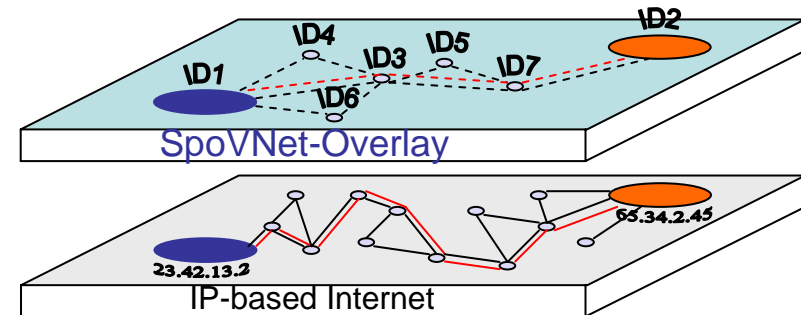 ID2
ID4
ID5
ID3
ID7
ID1
ID6
SpoVNet-Overlay
65.34.2.45
23.42.13.2
IP-based Internet